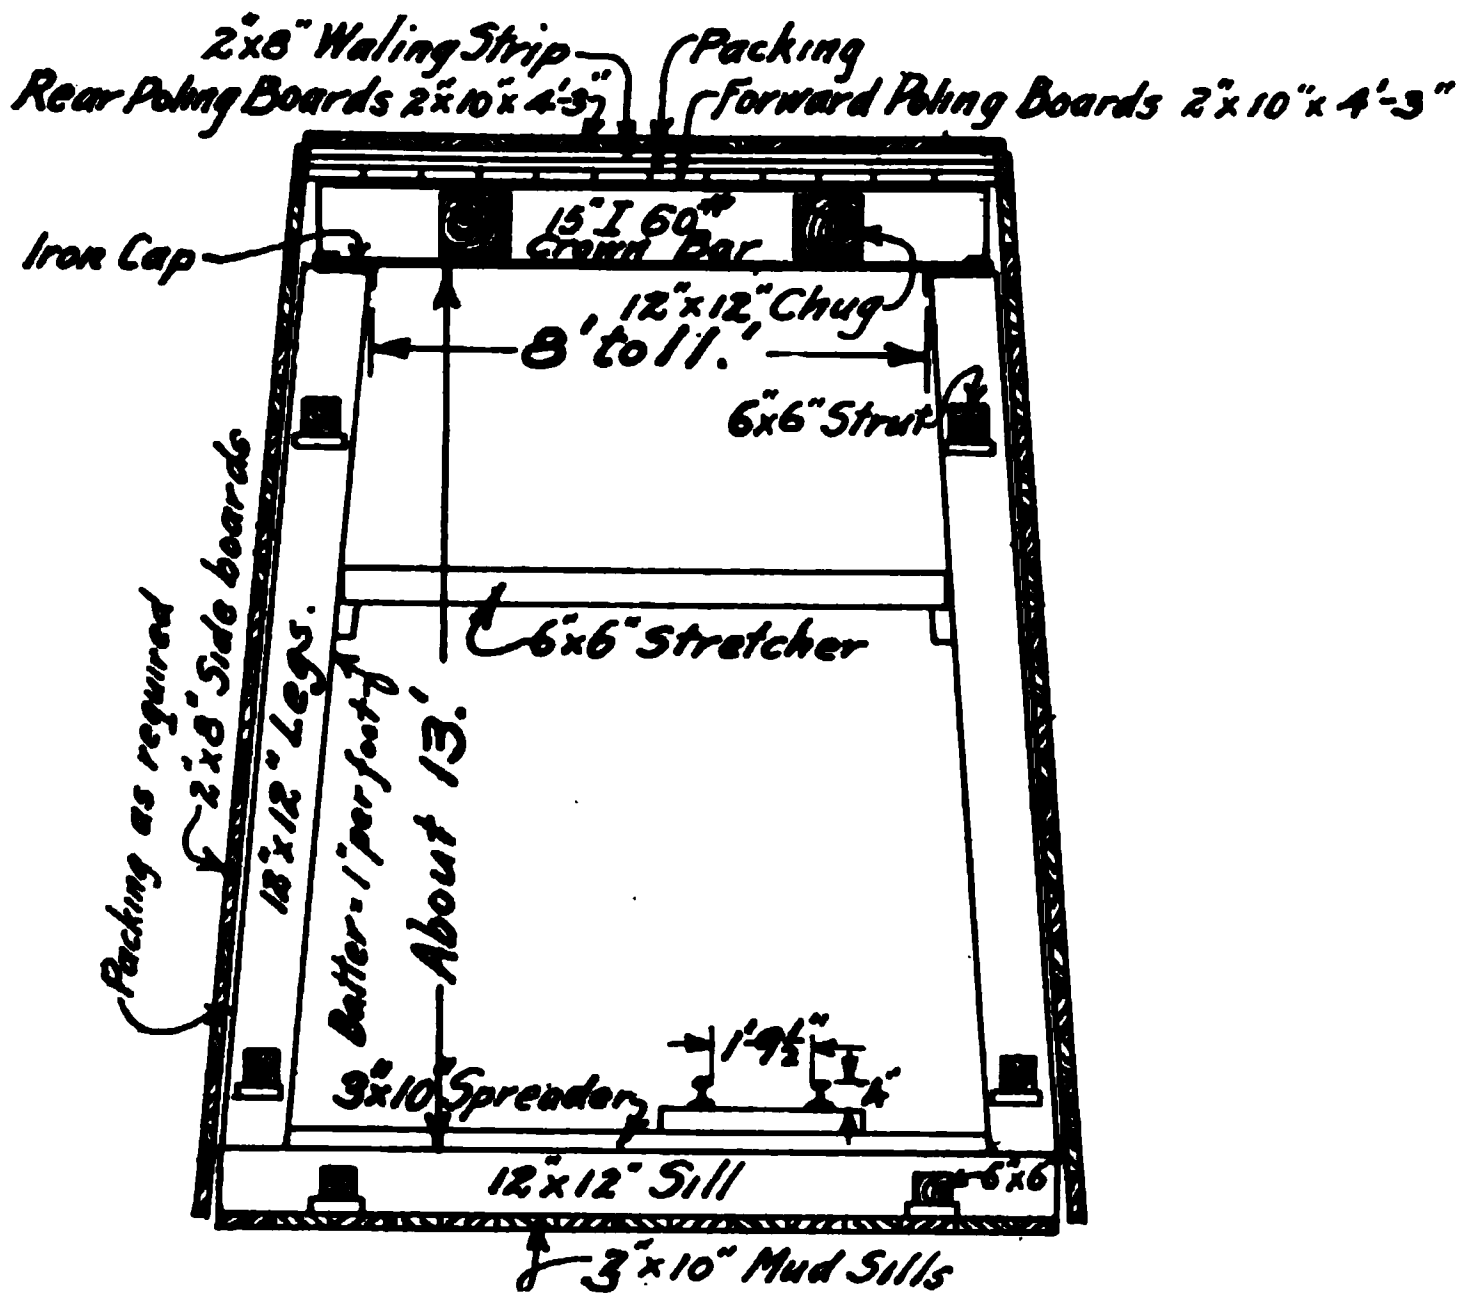 2"x8" Waling Strip
Packing
Rear Poling Boards 2"x10"x4'-3"
Forward Poling Boards 2"x10"x4'-3"
15" I 60#
Crown Bar
Iron Cap
12"x12" Chug
8' to 11.'
6"x6" Strut
6"x6" Stretcher
Packing as required
2"x8" Side boards
12"x12" Legs.
Batter=1" per foot
About 13.'
1'-9½"
4"
3"x10" Spreader
12"x12" Sill
6"x6
3"x10" Mud Sills